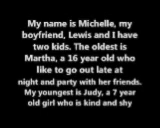 My name is Michelle, my
boyfriend, Lewis and I have
two kids. The oldest is
Martha, a 16 year old who
like to go out late at
night and party with her friends.
My youngest is Judy, a 7 year
old girl who is kind and shy